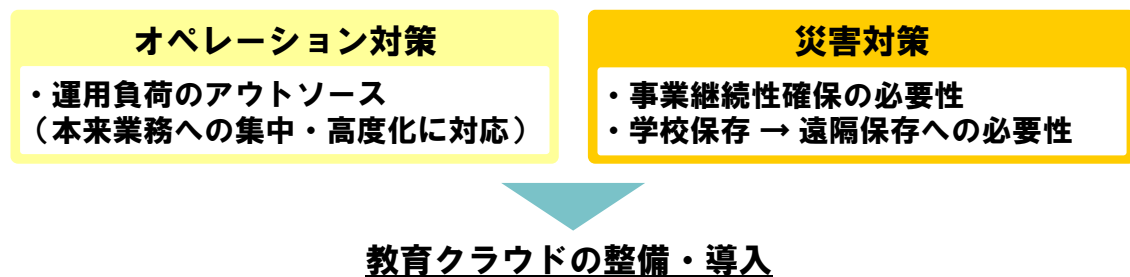 オペレーション対策
・運用負荷のアウトソース
（本来業務への集中・高度化に対応）
災害対策
・事業継続性確保の必要性
・学校保存 → 遠隔保存への必要性
教育クラウドの整備・導入